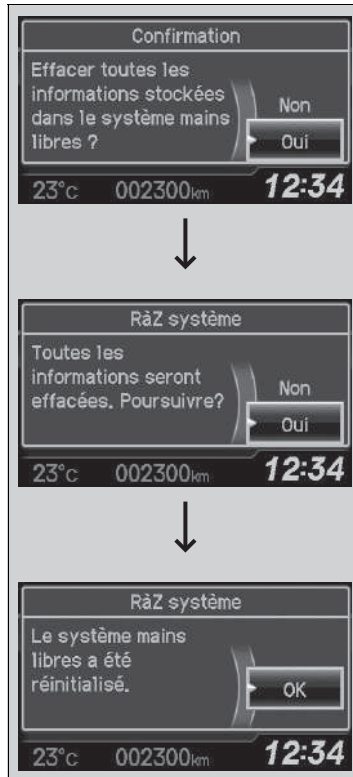 Confirmation
Effacer toutes les
informations stockées
dans le système mains
libres ?
Non
Oui
23°c 002300km 12:34
RàZ système
Toutes les
informations seront
effacées. Poursuivre?
Non
Oui
23°c 002300km 12:34
RàZ système
Le système mains
libres a été
réinitialisé.
OK
23°c 002300km 12:34